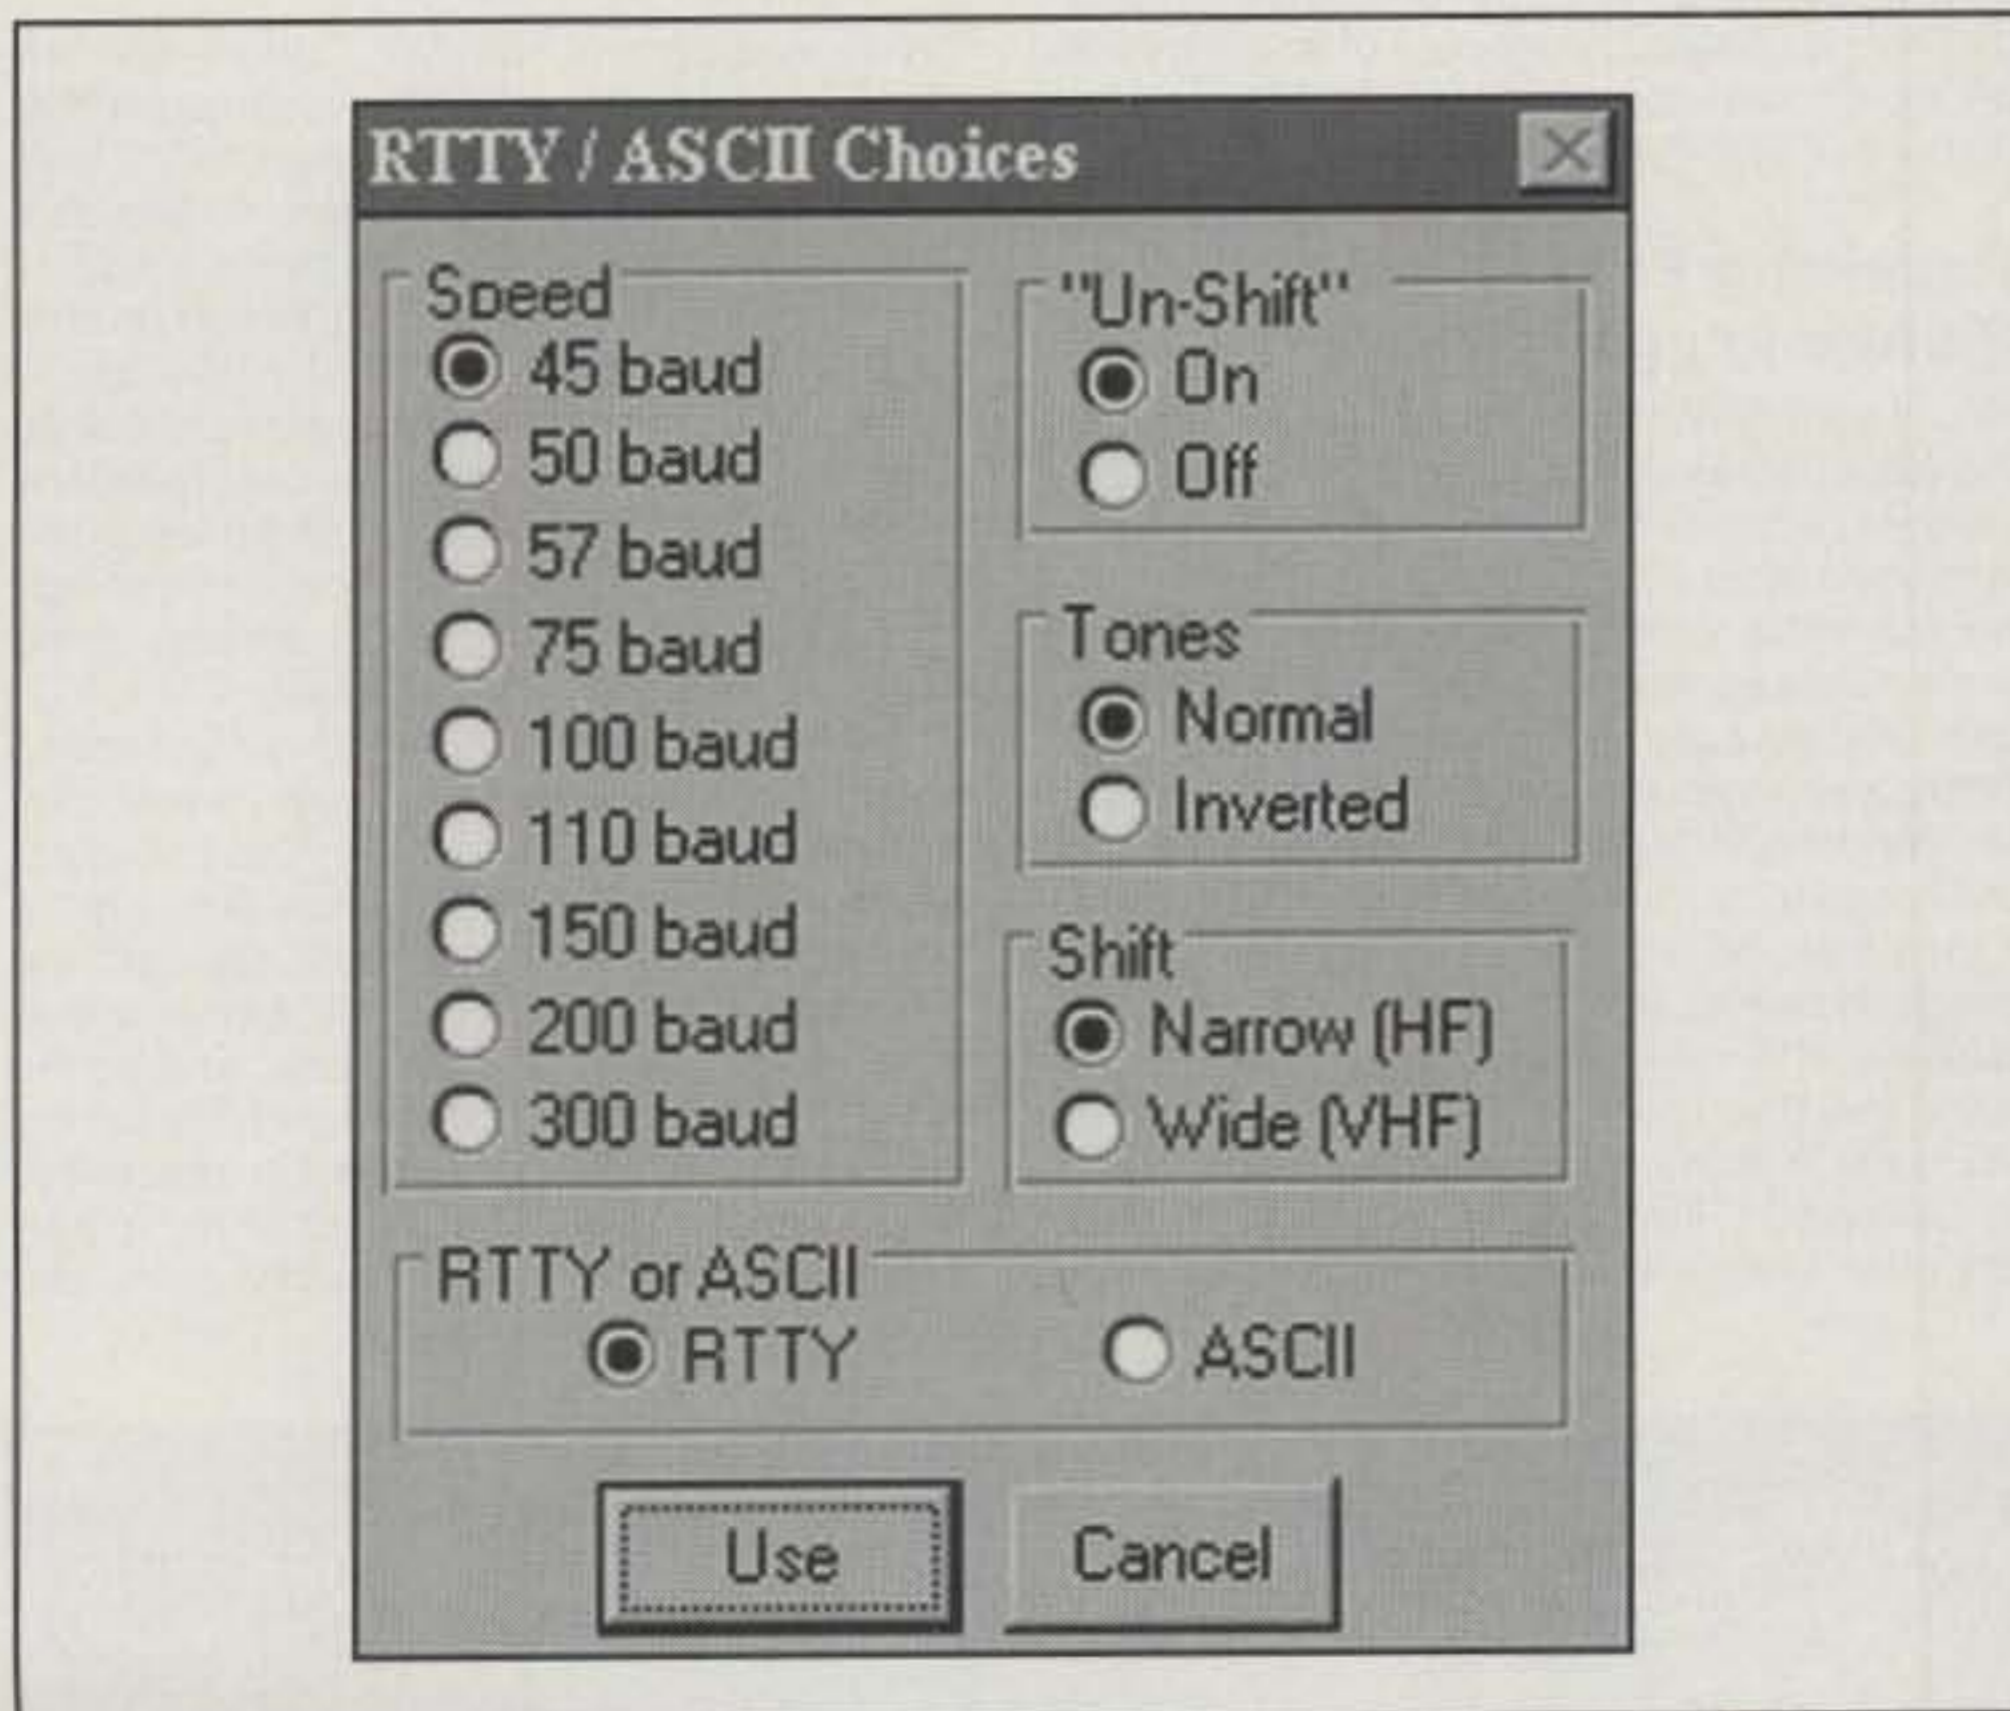 RTTY / ASCII Choices
Speed
45 baud
50 baud
57 baud
75 baud
100 baud
110 baud
150 baud
200 baud
300 baud
"Un-Shift"
On
Off
Tones
Normal
Inverted
Shift
Narrow (HF)
Wide (VHF)
RTTY or ASCII
RTTY
ASCII
Use
Cancel